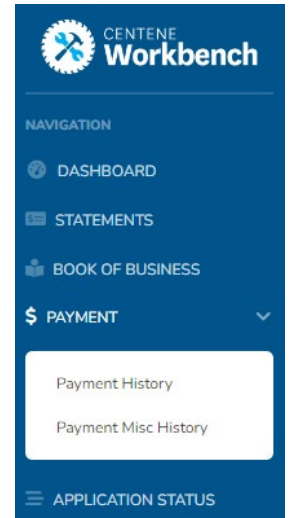 CENTENE
Workbench
NAVIGATION
DASHBOARD
STATEMENTS
BOOK OF BUSINESS
$ PAYMENT
Payment History
Payment Misc History
APPLICATION STATUS